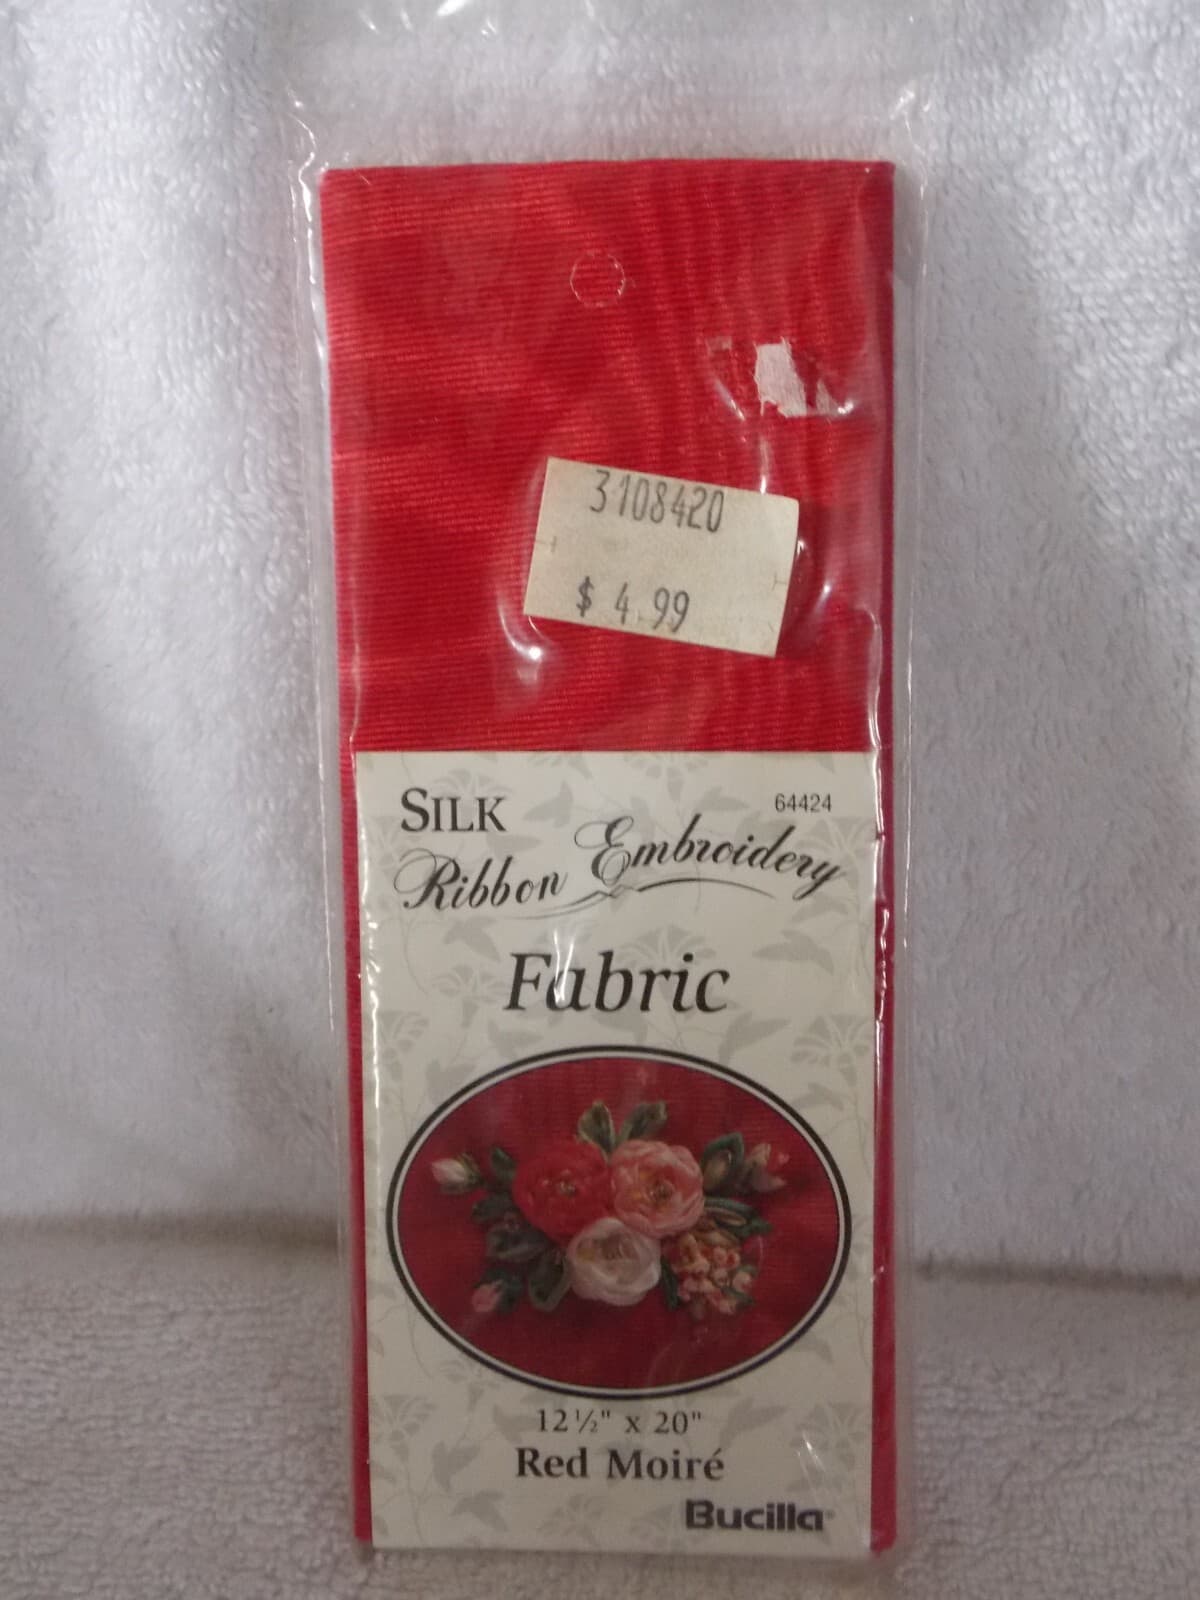 3108420
$ 4.99
SILK
64424
Ribbon Embroidery
Fabric
12½" x 20"
Red Moiré
Bucilla®